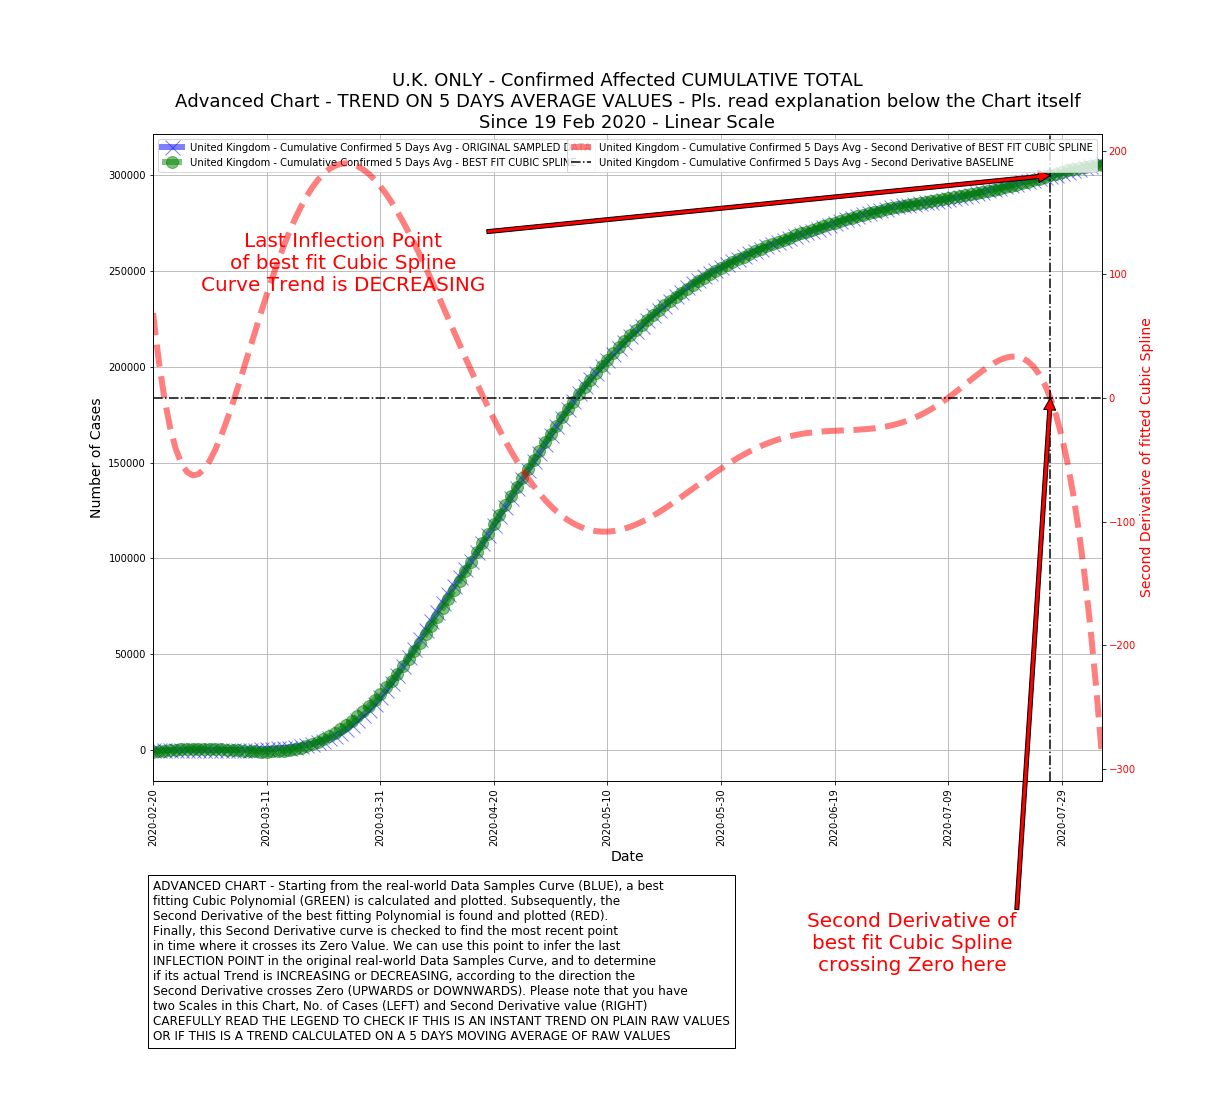 U.K. ONLY - Confirmed Affected CUMULATIVE TOTAL
Advanced Chart - TREND ON 5 DAYS AVERAGE VALUES - Pls. read explanation below the Chart itself
Since 19 Feb 2020 - Linear Scale
United Kingdom - Cumulative Confirmed 5 Days Avg - ORIGINAL SAMPLED DATA
United Kingdom - Cumulative Confirmed 5 Days Avg - BEST FIT CUBIC SPLINE
United Kingdom - Cumulative Confirmed 5 Days Avg - Second Derivative of BEST FIT CUBIC SPLINE
United Kingdom - Cumulative Confirmed 5 Days Avg - Second Derivative BASELINE
Last Inflection Point
of best fit Cubic Spline
Curve Trend is DECREASING
Number of Cases
300000
250000
200000
150000
100000
50000
0
200
100
0
−100
−200
−300
Second Derivative of fitted Cubic Spline
2020-02-20
2020-03-11
2020-03-31
2020-04-20
2020-05-10
2020-05-30
2020-06-19
2020-07-09
2020-07-29
Date
ADVANCED CHART - Starting from the real-world Data Samples Curve (BLUE), a best
fitting Cubic Polynomial (GREEN) is calculated and plotted. Subsequently, the
Second Derivative of the best fitting Polynomial is found and plotted (RED).
Finally, this Second Derivative curve is checked to find the most recent point
in time where it crosses its Zero Value. We can use this point to infer the last
INFLECTION POINT in the original real-world Data Samples Curve, and to determine
if its actual Trend is INCREASING or DECREASING, according to the direction the
Second Derivative crosses Zero (UPWARDS or DOWNWARDS). Please note that you have
two Scales in this Chart, No. of Cases (LEFT) and Second Derivative value (RIGHT)
CAREFULLY READ THE LEGEND TO CHECK IF THIS IS AN INSTANT TREND ON PLAIN RAW VALUES
OR IF THIS IS A TREND CALCULATED ON A 5 DAYS MOVING AVERAGE OF RAW VALUES
Second Derivative of
best fit Cubic Spline
crossing Zero here